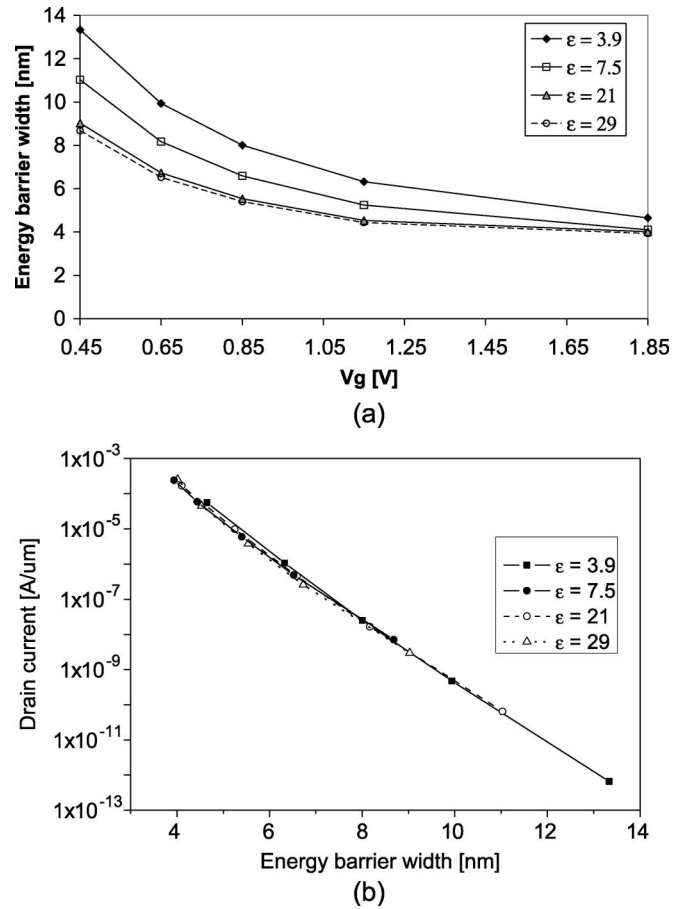 14
12
10
8
6
4
2
0
Energy barrier width [nm]
ε = 3.9
ε = 7.5
ε = 21
ε = 29
0.45 0.65 0.85 1.05 1.25 1.45 1.65 1.85
Vg [V]
(a)
1x10⁻³
1x10⁻⁵
1x10⁻⁷
1x10⁻⁹
1x10⁻¹¹
1x10⁻¹³
Drain current [A/um]
ε = 3.9
ε = 7.5
ε = 21
ε = 29
4 6 8 10 12 14
Energy barrier width [nm]
(b)